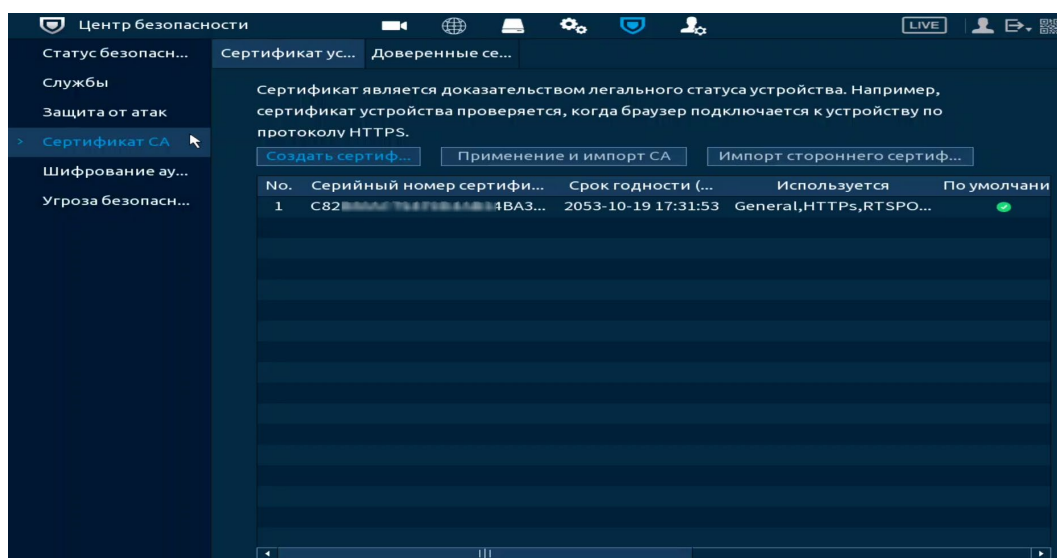 Центр безопасности
LIVE
Статус безопасн...
Службы
Защита от атак
> Сертификат CA
Шифрование ау...
Угроза безопасн...
Сертификат ус... Доверенные се...
Сертификат является доказательством легального статуса устройства. Например,
сертификат устройства проверяется, когда браузер подключается к устройству по
протоколу HTTPS.
Создать сертиф... Применение и импорт CA Импорт стороннего сертиф...
No. Серийный номер сертифи... Срок годности (... Используется По умолчани
1 C82 4BA3... 2053-10-19 17:31:53 General,HTTPs,RTSPO...